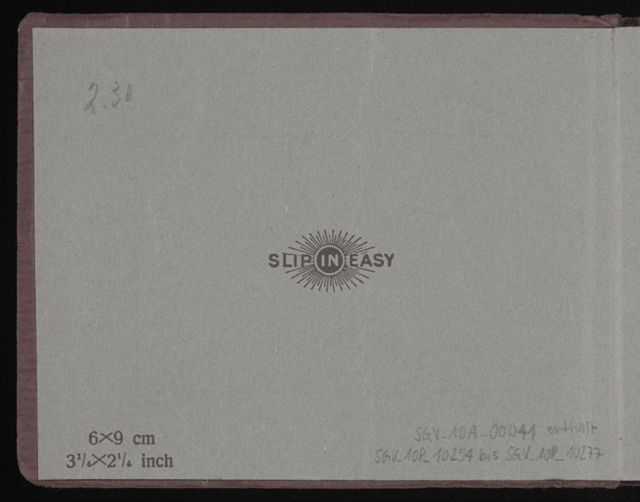 2.30
SLIP IN EASY
6×9 cm
3¹/₄×2¹/₄ inch
SGV_10A_00041 enthält
SGV_10P_10254 bis SGV_10P_10277